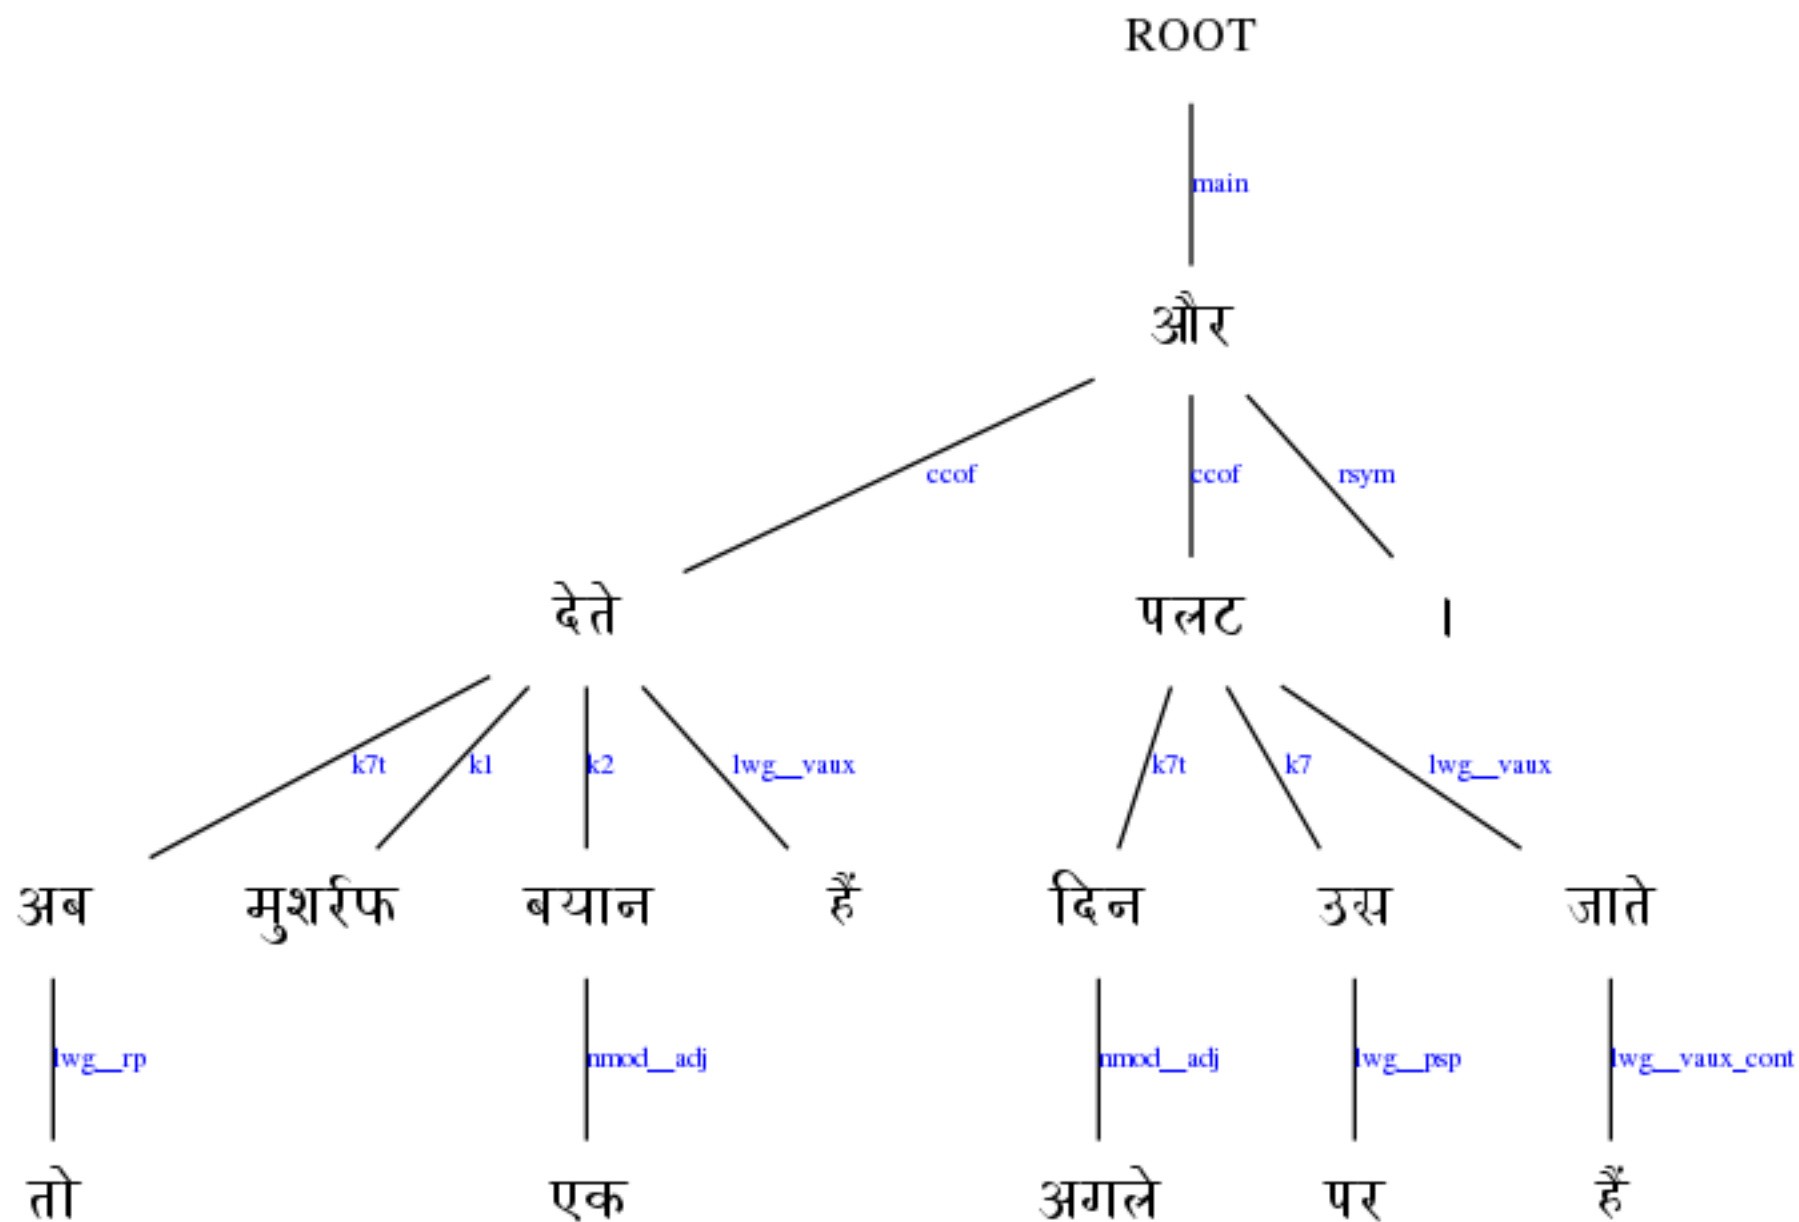 ROOT
main
और
ccof ccof rsym
देते पलट ।
k7t k1 k2 lwg__vaux k7t k7 lwg__vaux
अब मुशर्रफ बयान हैं दिन उस जाते
lwg__rp nmod__adj nmod__adj lwg__psp lwg__vaux_cont
तो एक अगले पर हैं